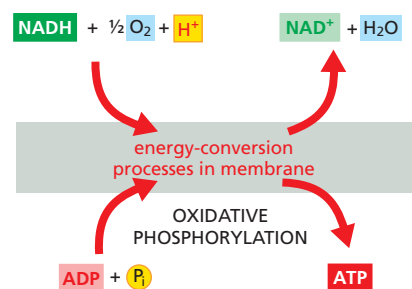 NADH + ½ O₂ + H⁺ NAD⁺ + H₂O
energy-conversion
processes in membrane
OXIDATIVE
PHOSPHORYLATION
ADP + Pᵢ ATP